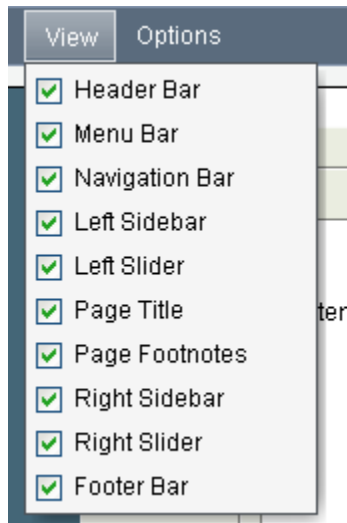 View Options
Header Bar
Menu Bar
Navigation Bar
Left Sidebar
Left Slider
Page Title
ter
Page Footnotes
Right Sidebar
Right Slider
Footer Bar